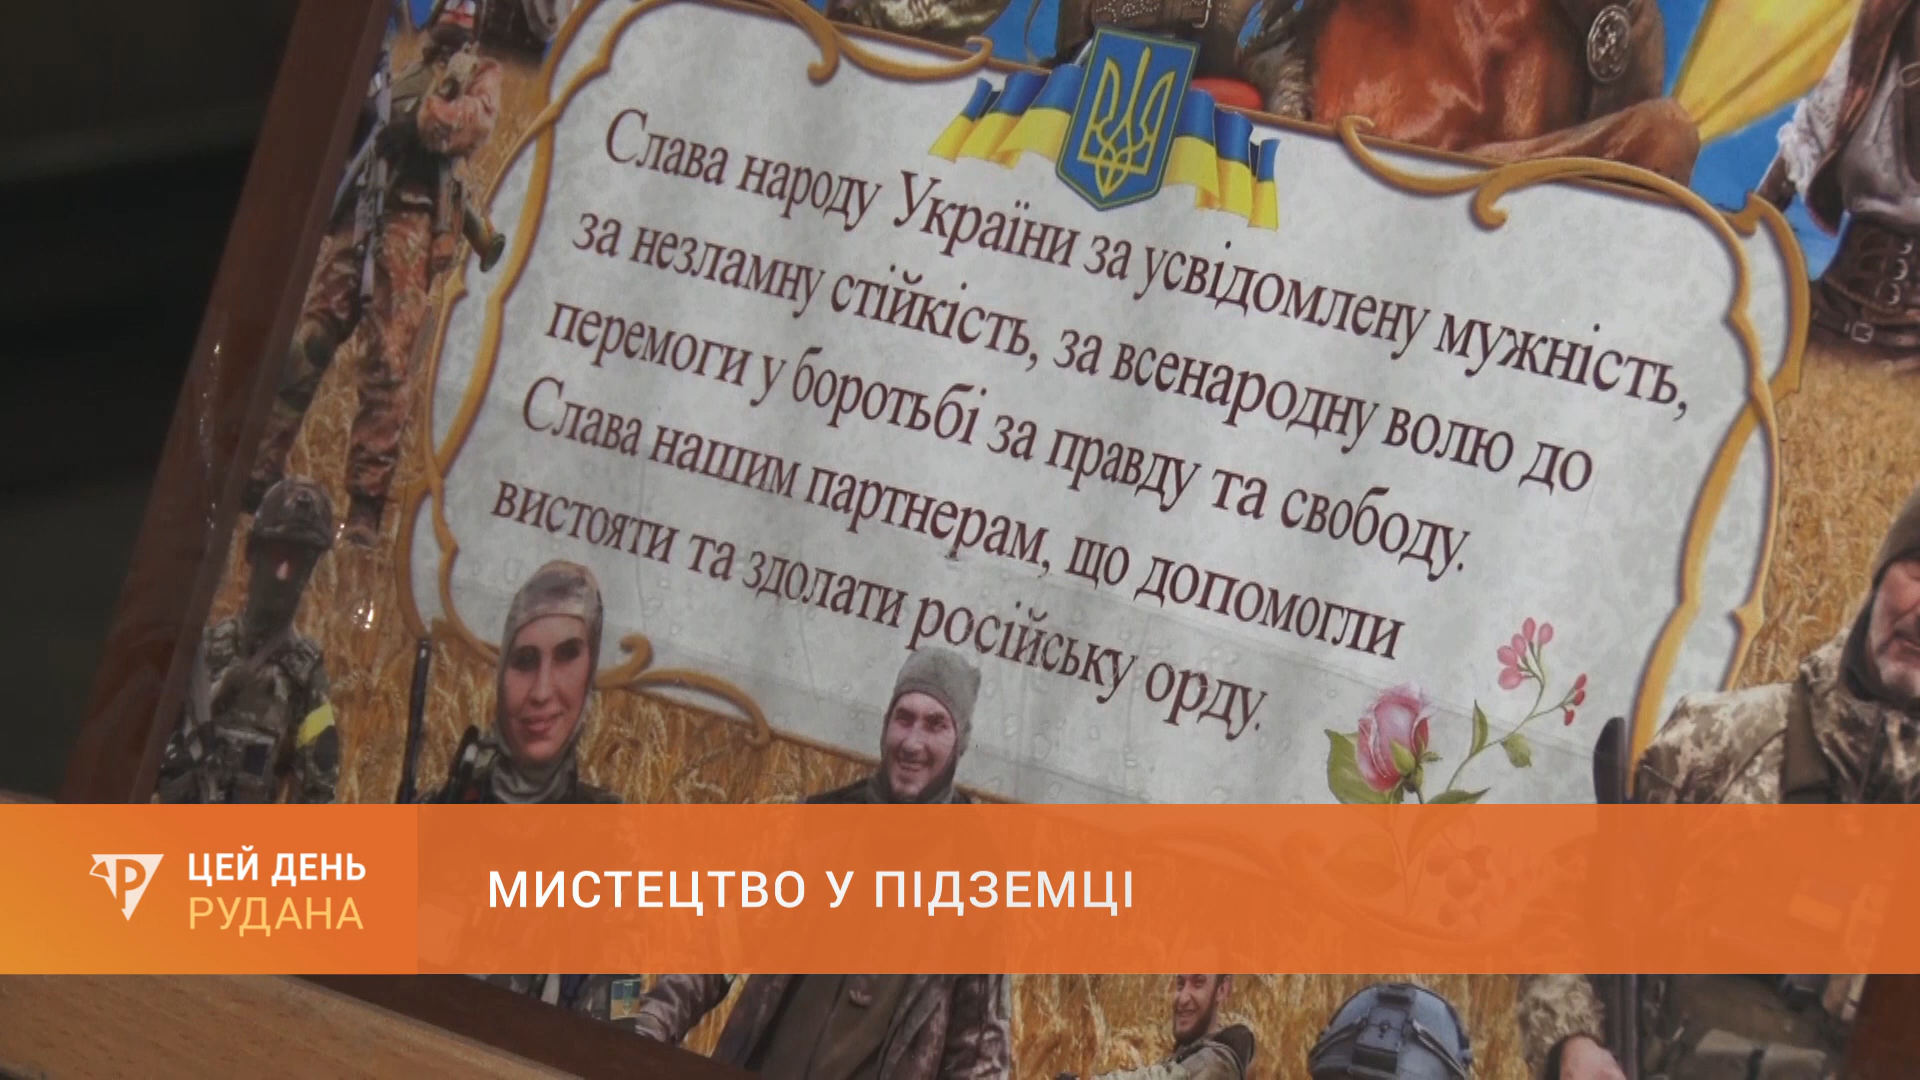 Слава народу України за усвідомлену мужність,
за незламну стійкість, за всенародну волю до
перемоги у боротьбі за правду та свободу.
Слава нашим партнерам, що допомогли
вистояти та здолати російську орду.
ЦЕЙ ДЕНЬ
РУДАНА
МИСТЕЦТВО У ПІДЗЕМЦІ